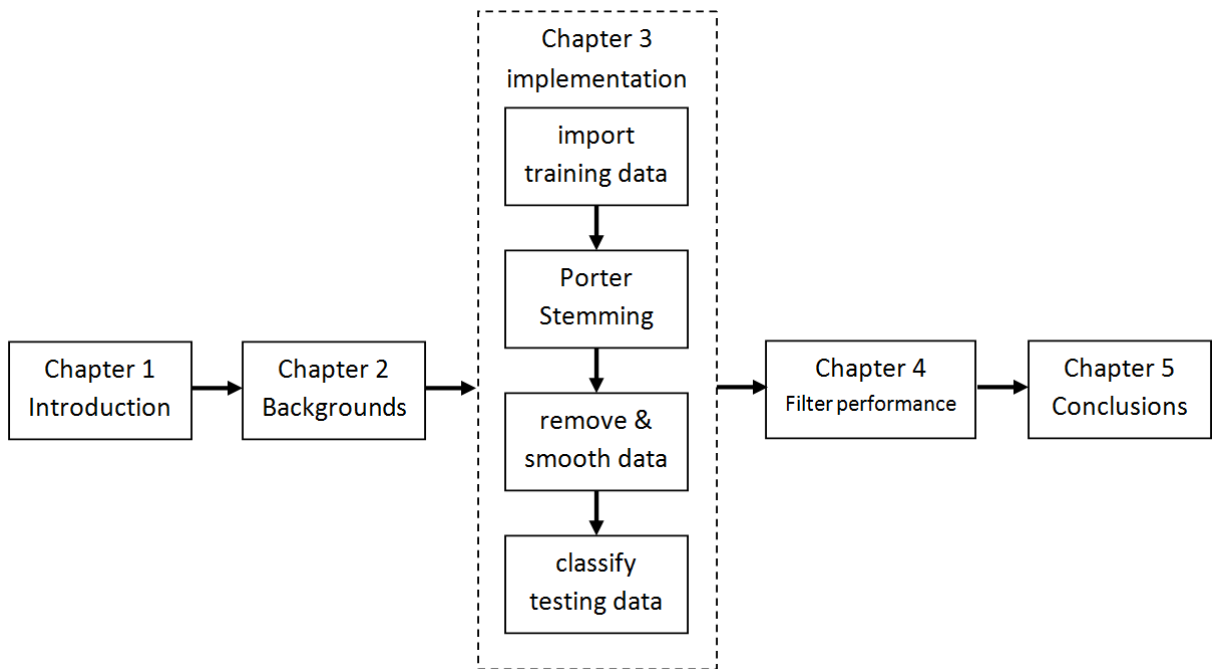 Chapter 1
Introduction
Chapter 2
Backgrounds
Chapter 3
implementation
import
training data
Porter
Stemming
remove &
smooth data
classify
testing data
Chapter 4
Filter performance
Chapter 5
Conclusions